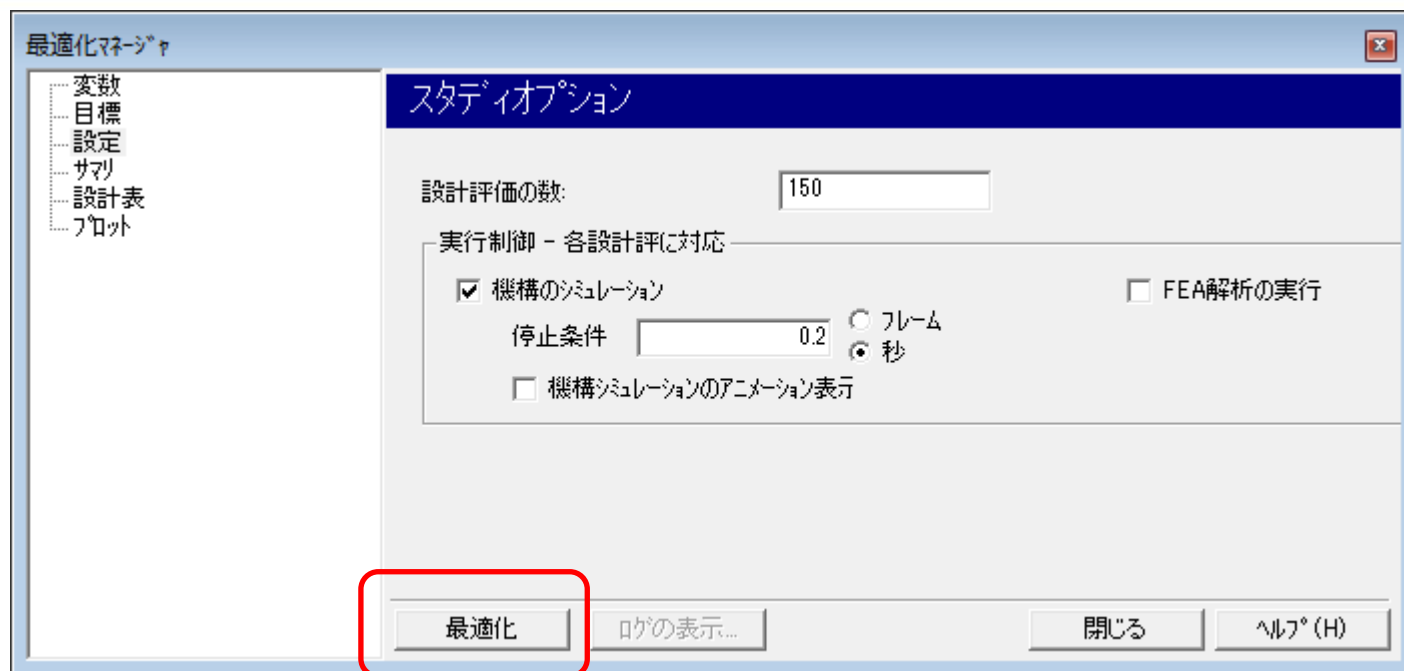 最適化ﾏﾈｰｼﾞｬ
変数
目標
設定
ｻﾏﾘ
設計表
ﾌﾟﾛｯﾄ
スタディオプション
設計評価の数:
150
実行制御 - 各設計評に対応
機構のｼﾐｭﾚｰｼｮﾝ
FEA解析の実行
停止条件
0.2
ﾌﾚｰﾑ
秒
機構ｼﾐｭﾚｰｼｮﾝのｱﾆﾒｰｼｮﾝ表示
最適化
ﾛｸﾞの表示...
閉じる
ﾍﾙﾌﾟ(H)